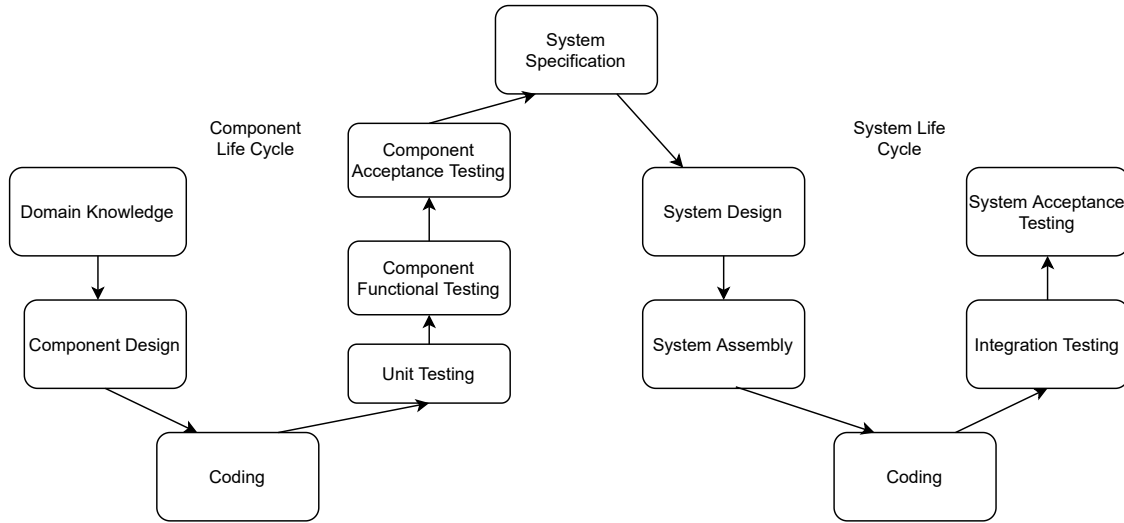 System
Specification
Component
Life Cycle
System Life
Cycle
Component
Acceptance Testing
Domain Knowledge
System Design
System Acceptance
Testing
Component
Functional Testing
Component Design
System Assembly
Integration Testing
Unit Testing
Coding
Coding